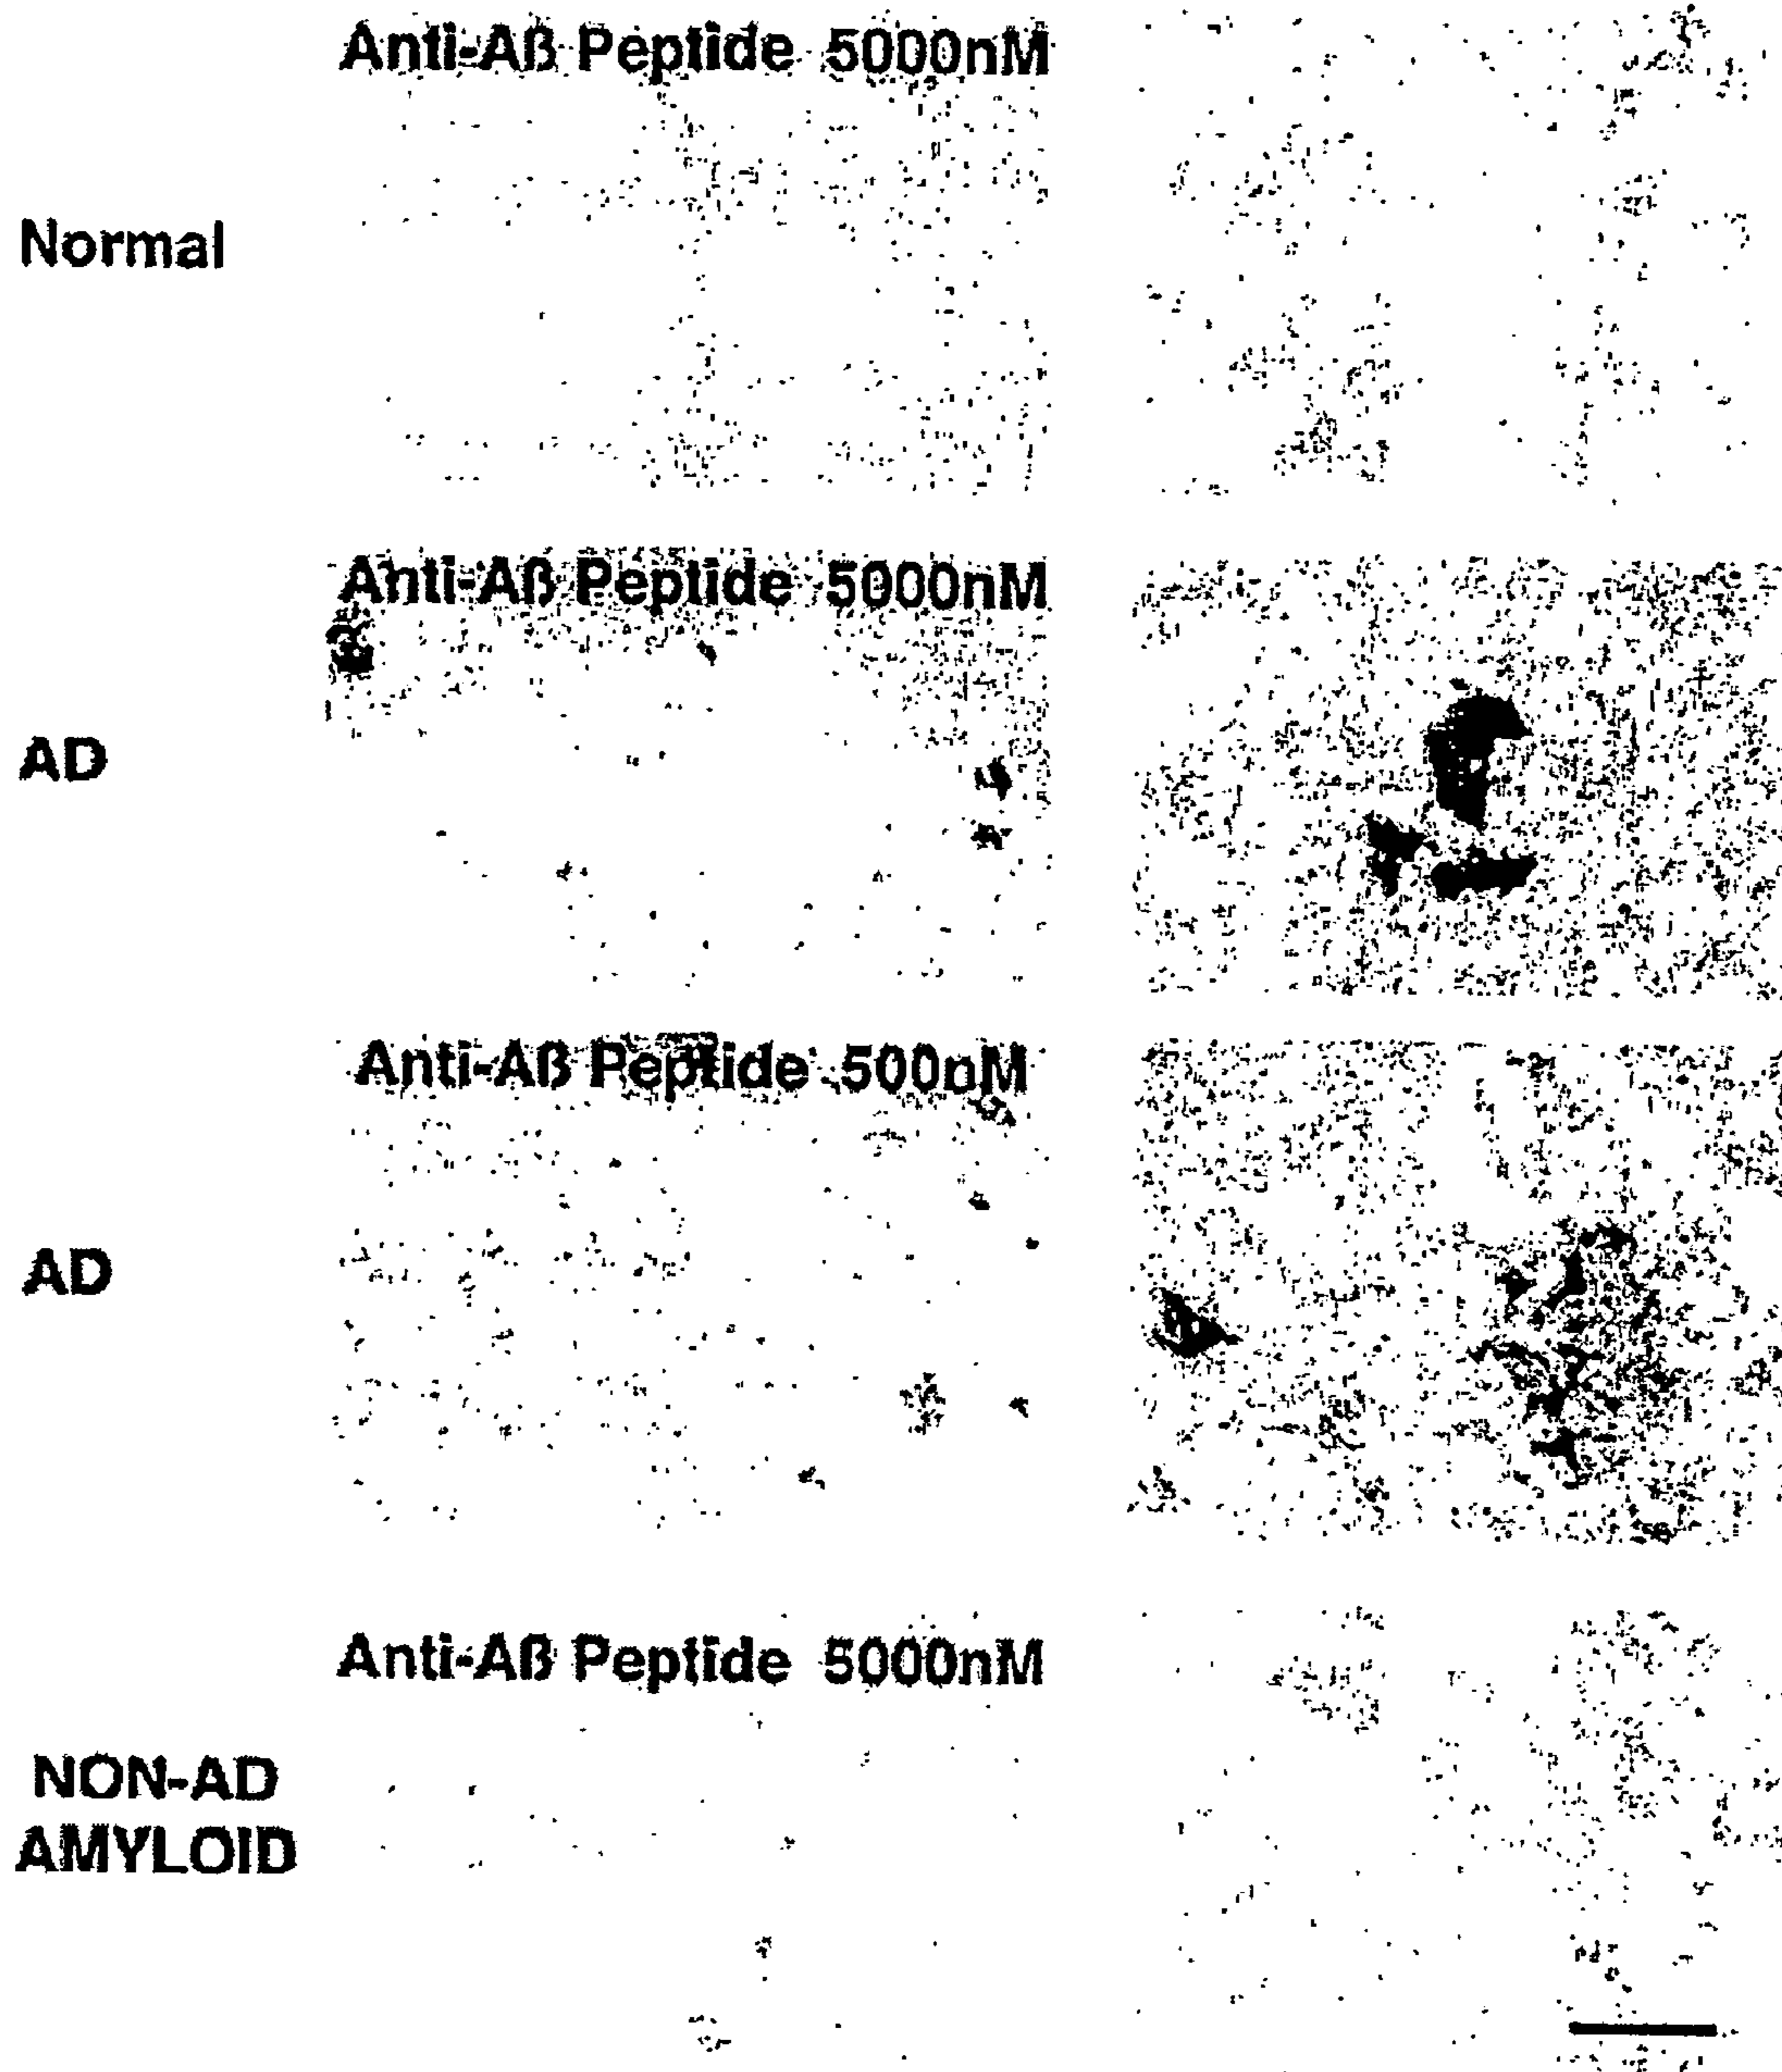 Anti-Aß Peptide 5000nM
Normal
Anti-Aß Peptide 5000nM
AD
Anti-Aß Peptide 500nM
AD
Anti-Aß Peptide 5000nM
NON-AD
AMYLOID